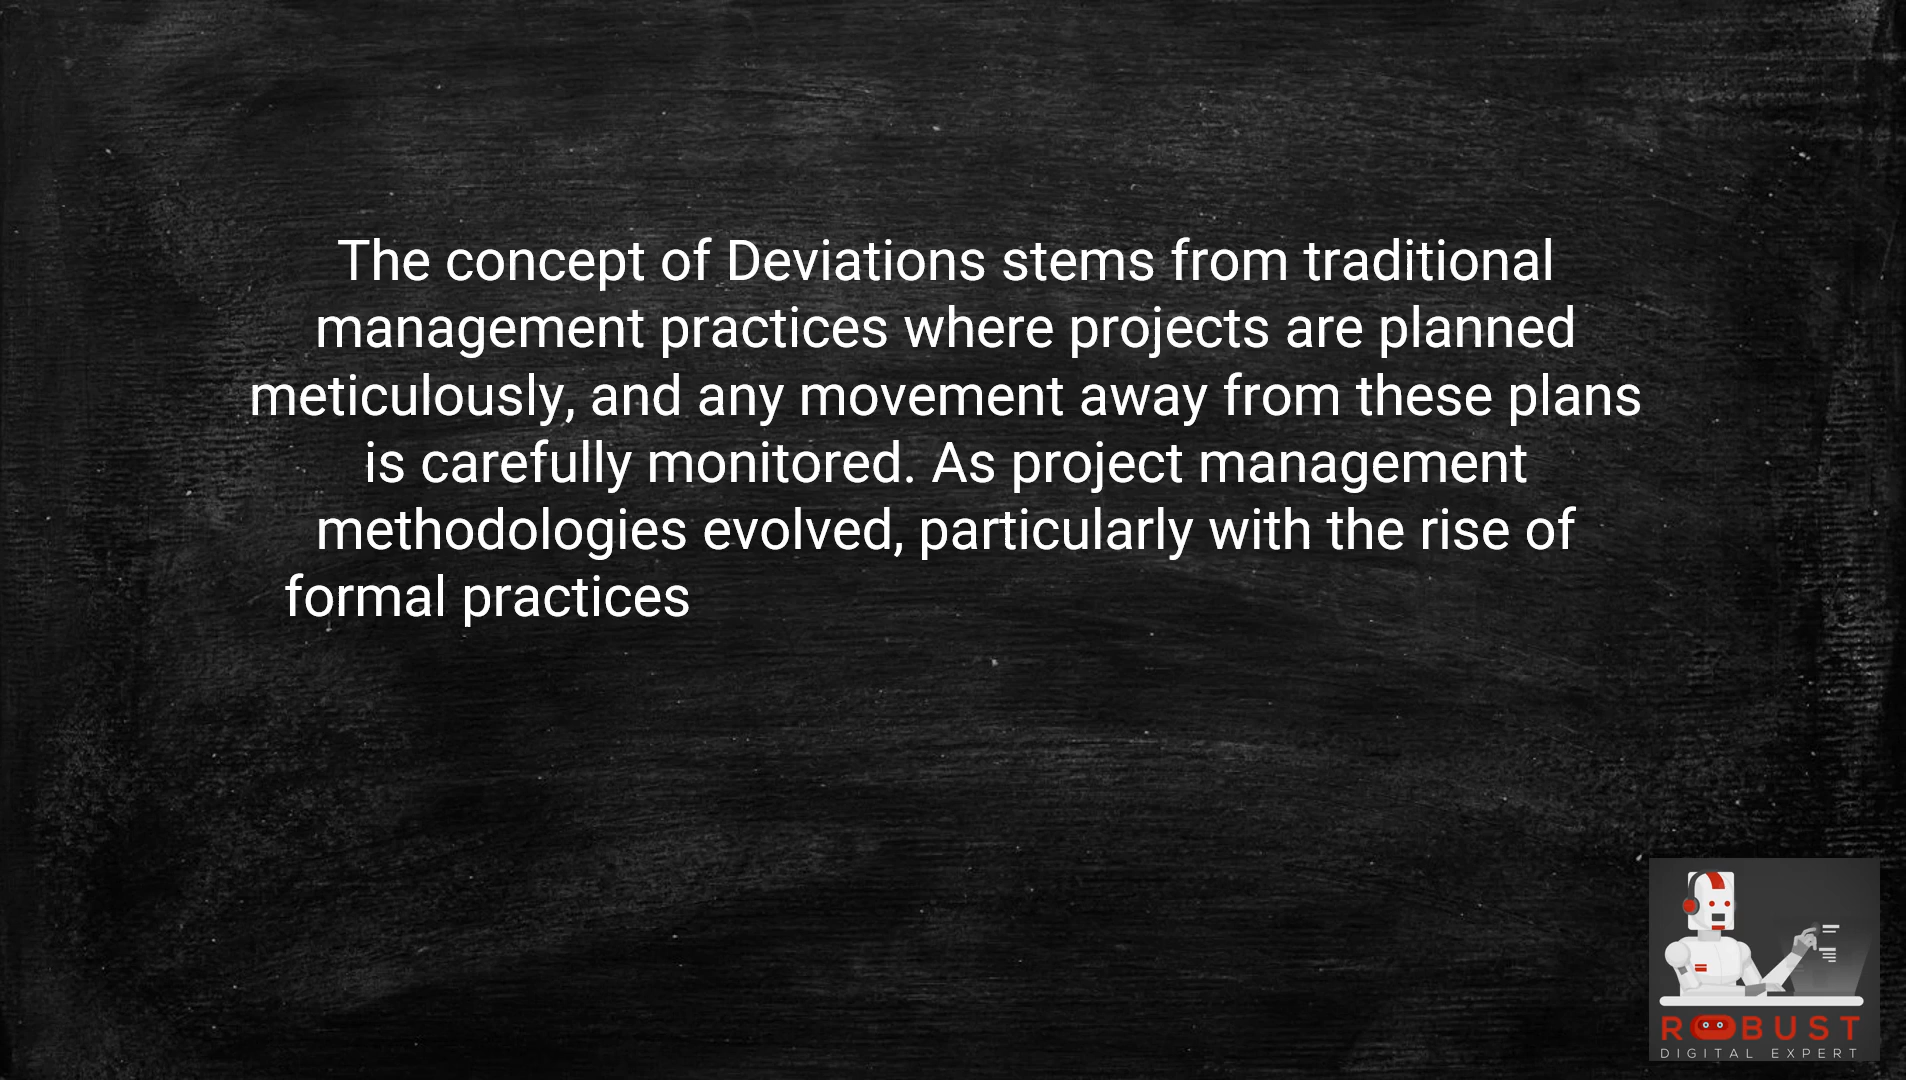 The concept of Deviations stems from traditional
management practices where projects are planned
meticulously, and any movement away from these plans
is carefully monitored. As project management
methodologies evolved, particularly with the rise of
formal practices
ROBUST
DIGITAL EXPERT